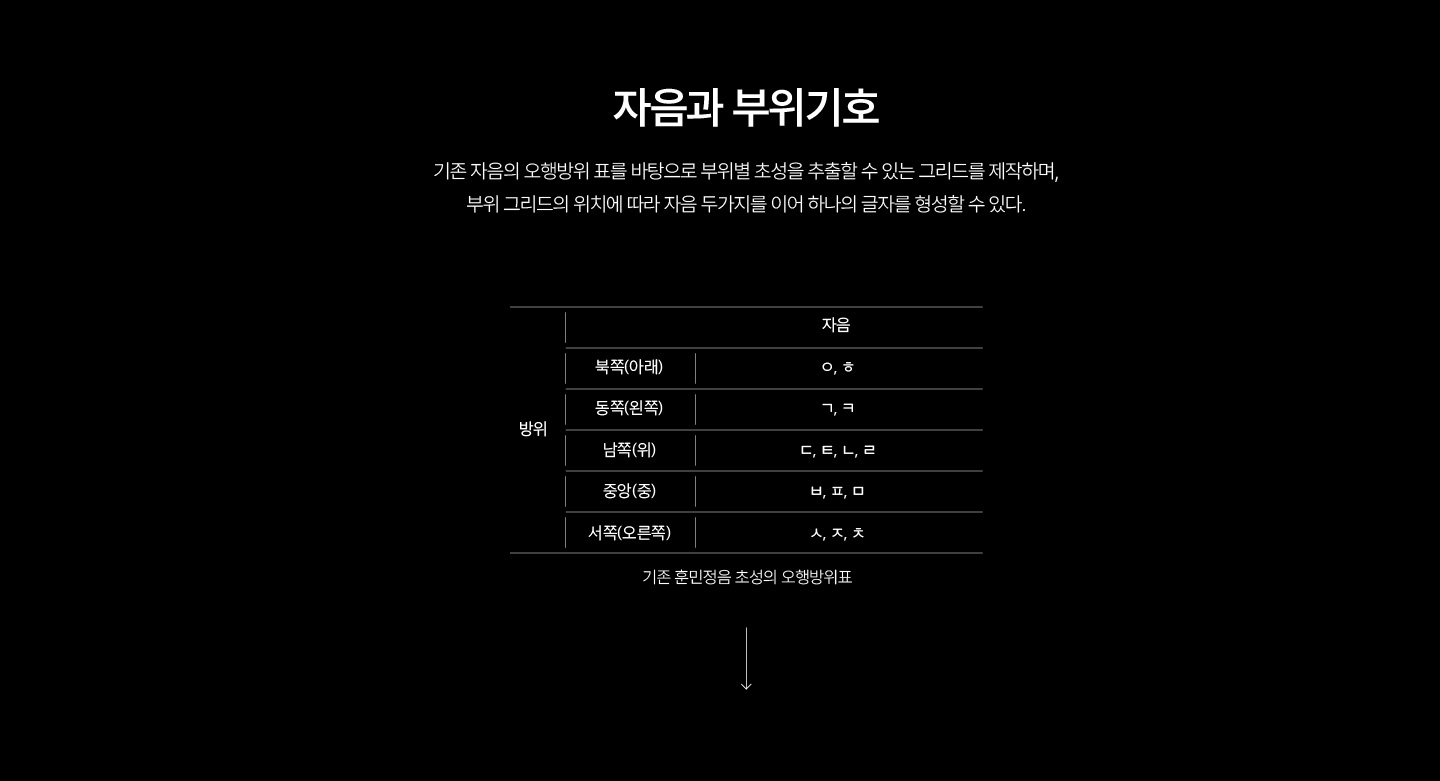 자음과 부위기호
기존 자음의 오행방위 표를 바탕으로 부위별 초성을 추출할 수 있는 그리드를 제작하며,
부위 그리드의 위치에 따라 자음 두가지를 이어 하나의 글자를 형성할 수 있다.
자음
방위
북쪽(아래) ㅇ, ㅎ
동쪽(왼쪽) ㄱ, ㅋ
남쪽(위) ㄷ, ㅌ, ㄴ, ㄹ
중앙(중) ㅂ, ㅍ, ㅁ
서쪽(오른쪽) ㅅ, ㅈ, ㅊ
기존 훈민정음 초성의 오행방위표